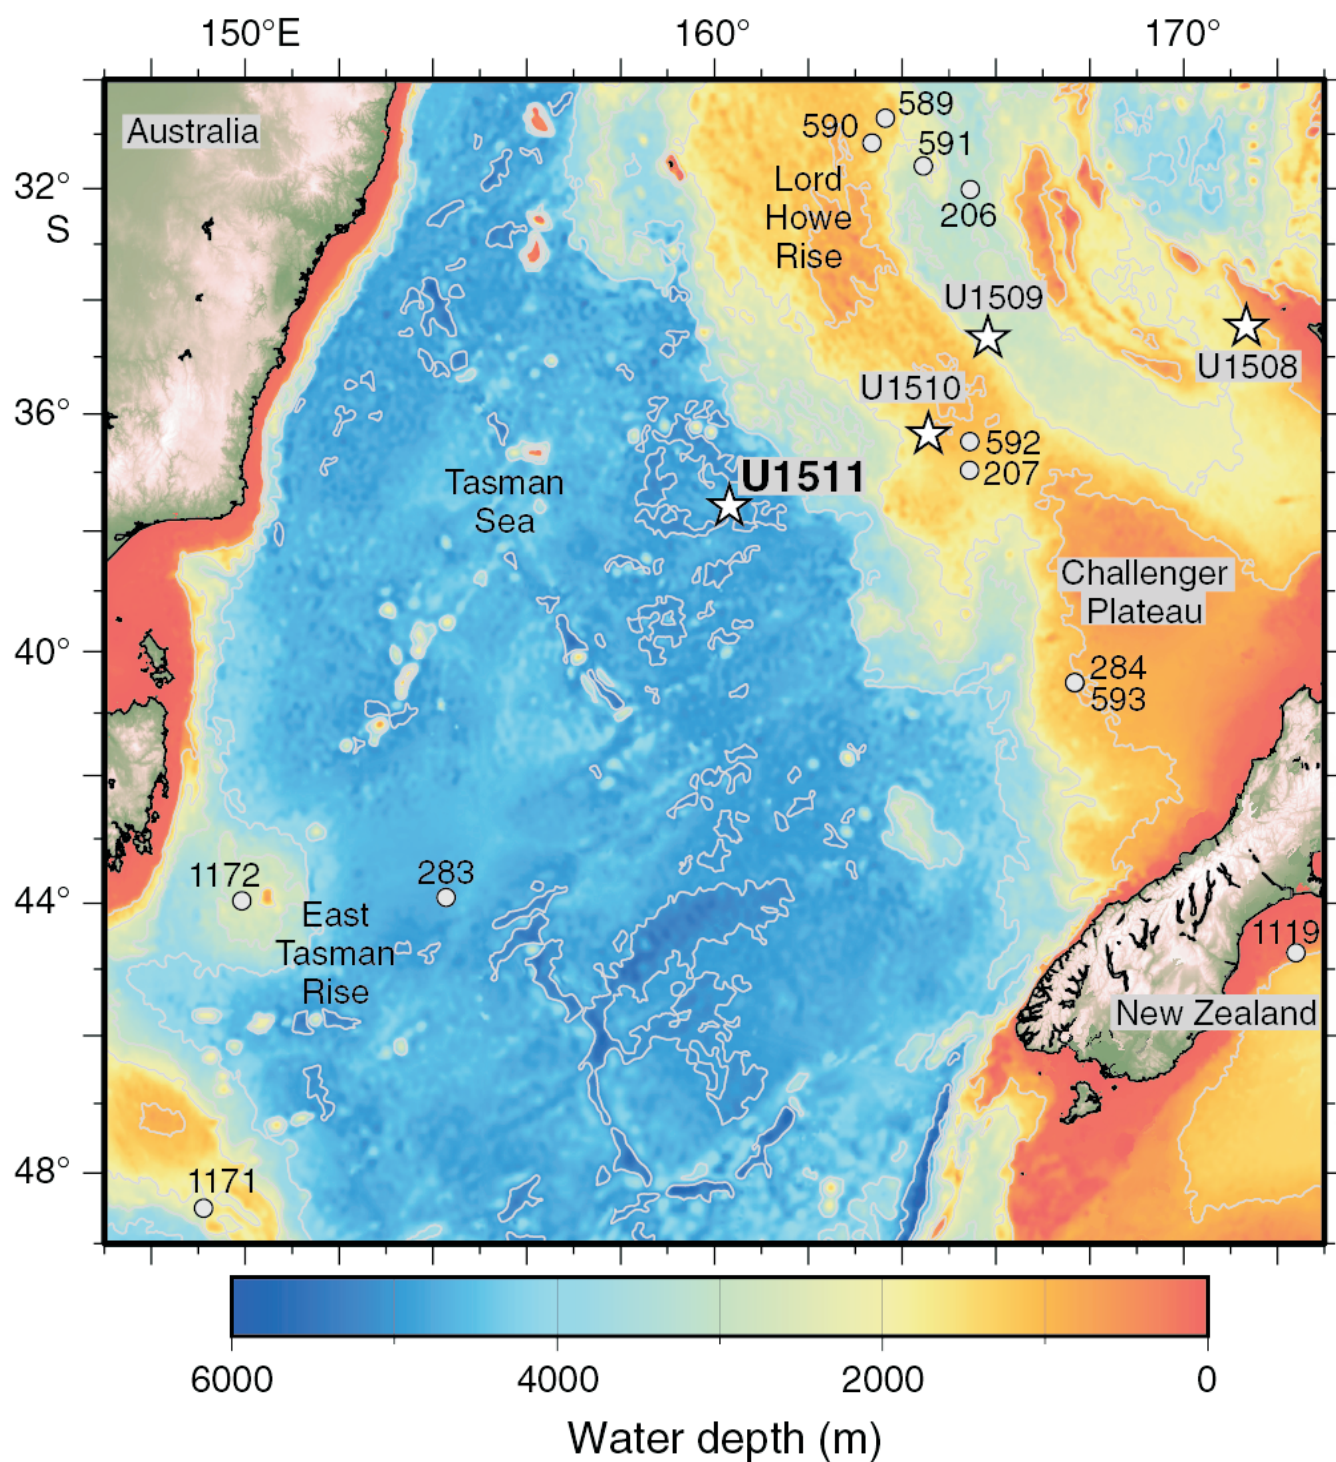 150°E 160° 170°
Australia
589
590
591
32°
S
Lord
Howe
Rise
206
U1509
U1508
U1510
36°
592
207
U1511
Tasman
Sea
Challenger
Plateau
40°
284
593
1172
283
44°
East
Tasman
Rise
1119
New Zealand
48°
1171
6000 4000 2000 0
Water depth (m)